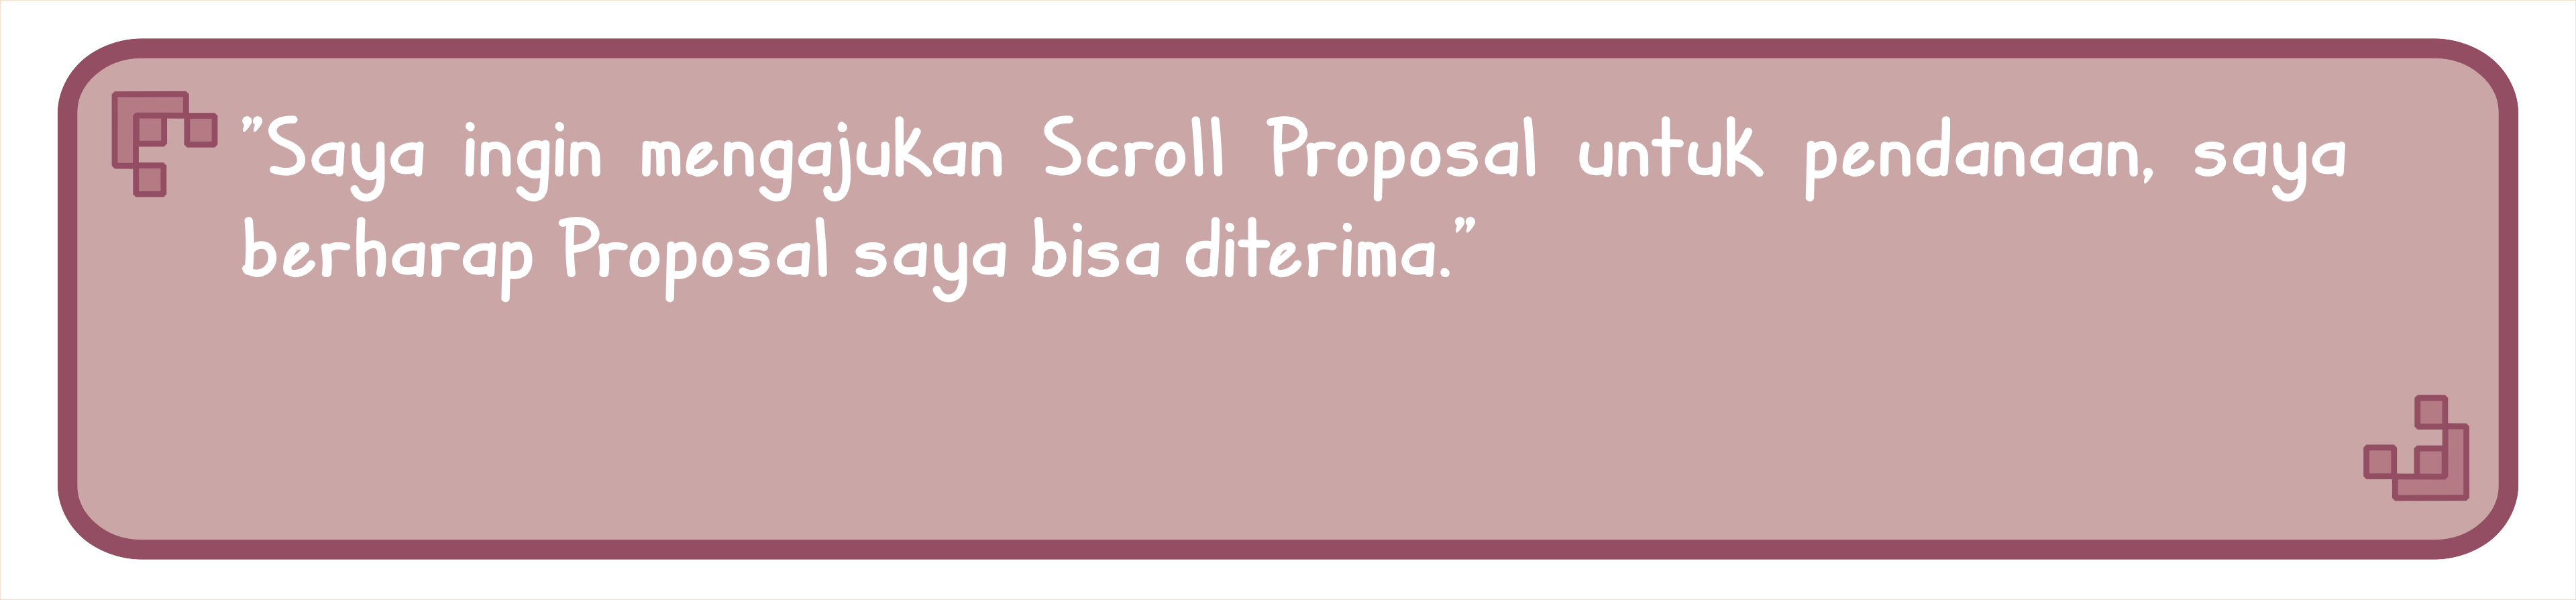 "Saya ingin mengajukan Scroll Proposal untuk pendanaan, saya
berharap Proposal saya bisa diterima."